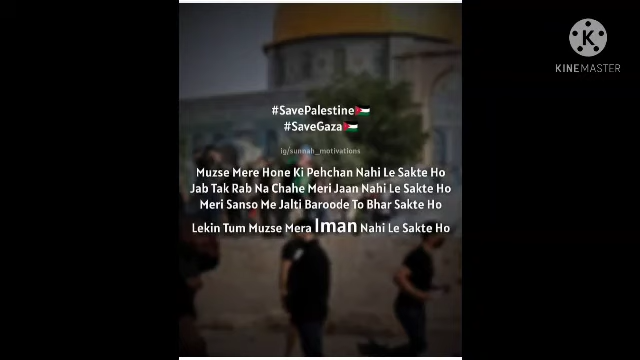 KINEMASTER
#SavePalestine🇵🇸
#SaveGaza🇵🇸
ig/sunnah_motivations
Muzse Mere Hone Ki Pehchan Nahi Le Sakte Ho
Jab Tak Rab Na Chahe Meri Jaan Nahi Le Sakte Ho
Meri Sanso Me Jalti Baroode To Bhar Sakte Ho
Lekin Tum Muzse Mera Iman Nahi Le Sakte Ho